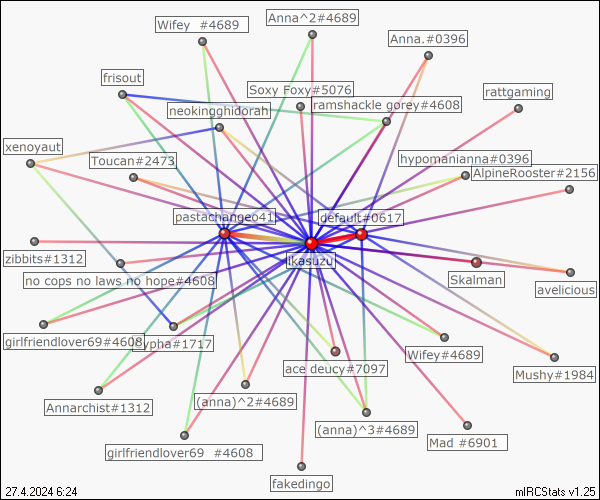 Wifey  #4689
Anna^2#4689
Anna.#0396
frisout
Soxy Foxy#5076
rattgaming
neokingghidorah
ramshackle gorey#4608
xenoyaut
Toucan#2473
hypomanianna#0396
AlpineRooster#2156
pastachangeo41
default#0617
zibbits#1312
ikasuzu
no cops no laws no hope#4608
Skalman
avelicious
girlfriendlover69#4608
Cypha#1717
Wifey#4689
ace deucy#7097
Mushy#1984
Annarchist#1312
(anna)^2#4689
(anna)^3#4689
girlfriendlover69  #4608
Mad #6901
fakedingo
27.4.2024 6:24
mIRCStats v1.25